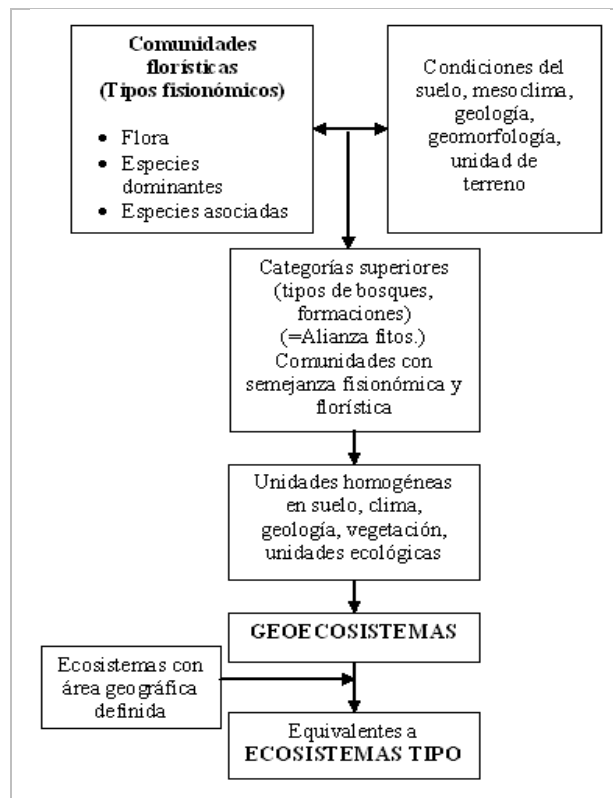 Comunidades
florísticas
(Tipos fisionómicos)
• Flora
• Especies
dominantes
• Especies asociadas
Condiciones del
suelo, mesoclima,
geología,
geomorfología,
unidad de
terreno
Categorías superiores
(tipos de bosques,
formaciones)
(=Alianza fitos.)
Comunidades con
semejanza fisionómica y
florística
Unidades homogéneas
en suelo, clima,
geología, vegetación,
unidades ecológicas
GEOECOSISTEMAS
Ecosistemas con
área geográfica
definida
Equivalentes a
ECOSISTEMAS TIPO